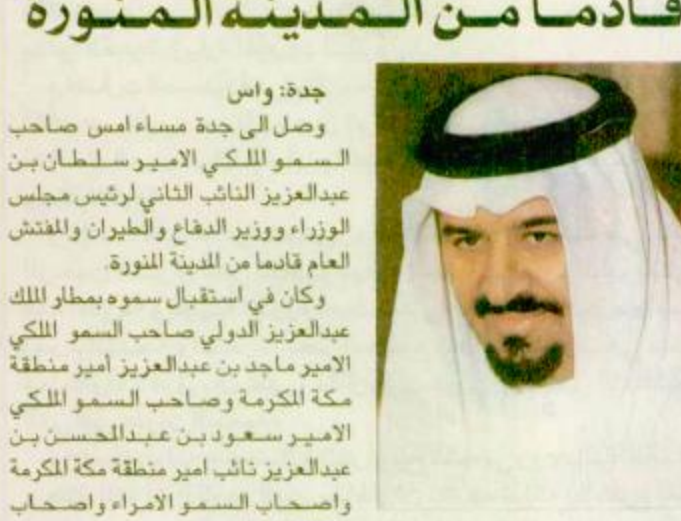 قادما من المدينة المنورة
جدة: واس
وصل الى جدة مساء امس صاحب
السمو الملكي الامير سلطان بن
عبدالعزيز النائب الثاني لرئيس مجلس
الوزراء ووزير الدفاع والطيران والمفتش
العام قادما من المدينة المنورة.
وكان في استقبال سموه بمطار الملك
عبدالعزيز الدولي صاحب السمو الملكي
الامير ماجد بن عبدالعزيز أمير منطقة
مكة المكرمة وصاحب السمو الملكي
الامير سعود بن عبدالمحسن بن
عبدالعزيز نائب امير منطقة مكة المكرمة
واصحاب السمو الامراء واصحاب